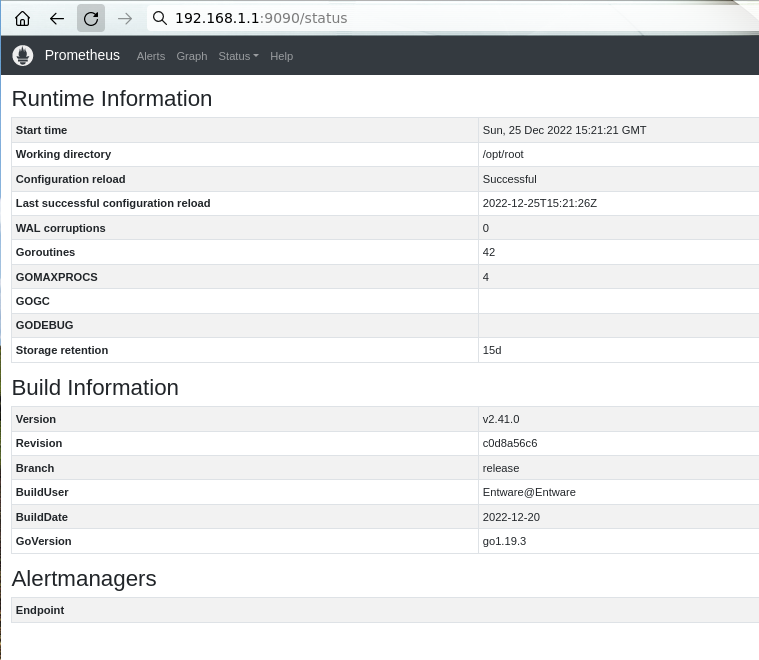 192.168.1.1:9090/status
Prometheus Alerts Graph Status Help
Runtime Information
Start time Sun, 25 Dec 2022 15:21:21 GMT
Working directory /opt/root
Configuration reload Successful
Last successful configuration reload 2022-12-25T15:21:26Z
WAL corruptions 0
Goroutines 42
GOMAXPROCS 4
GOGC
GODEBUG
Storage retention 15d
Build Information
Version v2.41.0
Revision c0d8a56c6
Branch release
BuildUser Entware@Entware
BuildDate 2022-12-20
GoVersion go1.19.3
Alertmanagers
Endpoint